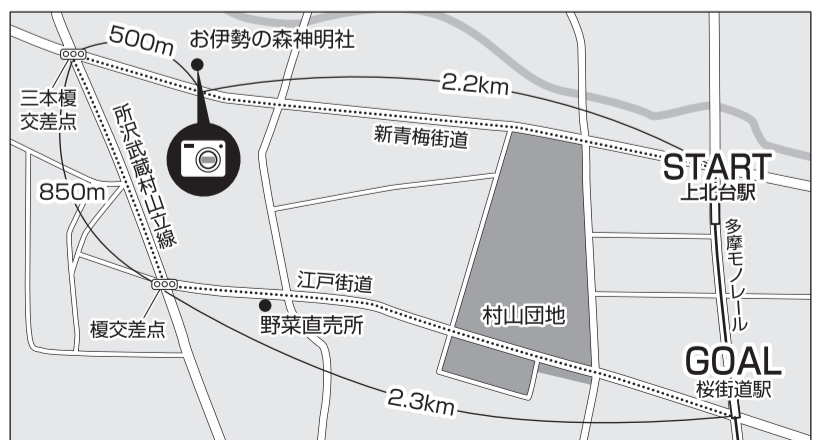 500m
お伊勢の森神明社
2.2km
三本榎
交差点
所沢武蔵村山立線
新青梅街道
START
上北台駅
850m
多摩モノレール
江戸街道
野菜直売所
榎交差点
村山団地
GOAL
桜街道駅
2.3km